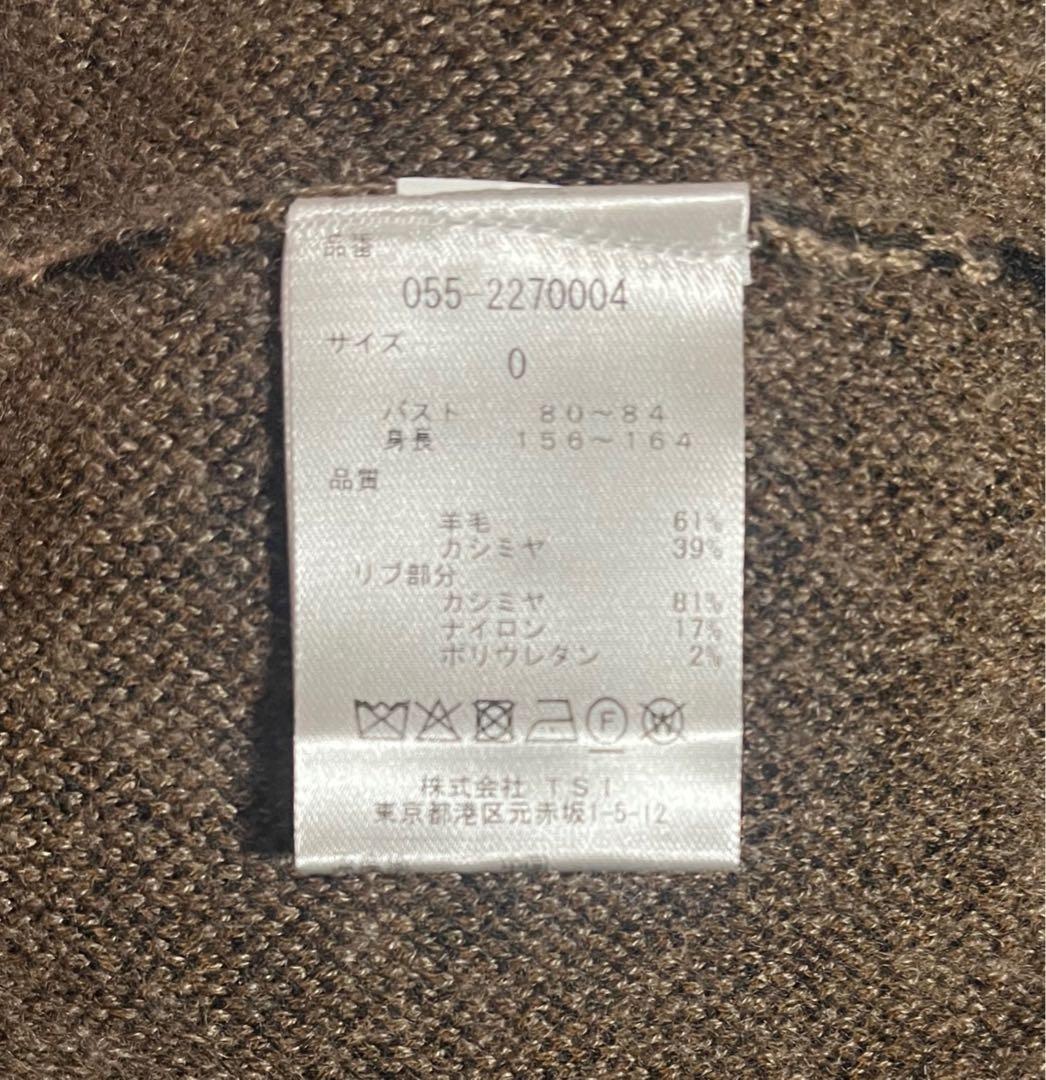 品番
055-2270004
サイズ
0
バスト 80〜84
身長 156〜164
品質
羊毛 61%
カシミヤ 39%
リブ部分
カシミヤ 81%
ナイロン 17%
ポリウレタン 2%
F W
株式会社 TSI
東京都港区元赤坂1-5-12